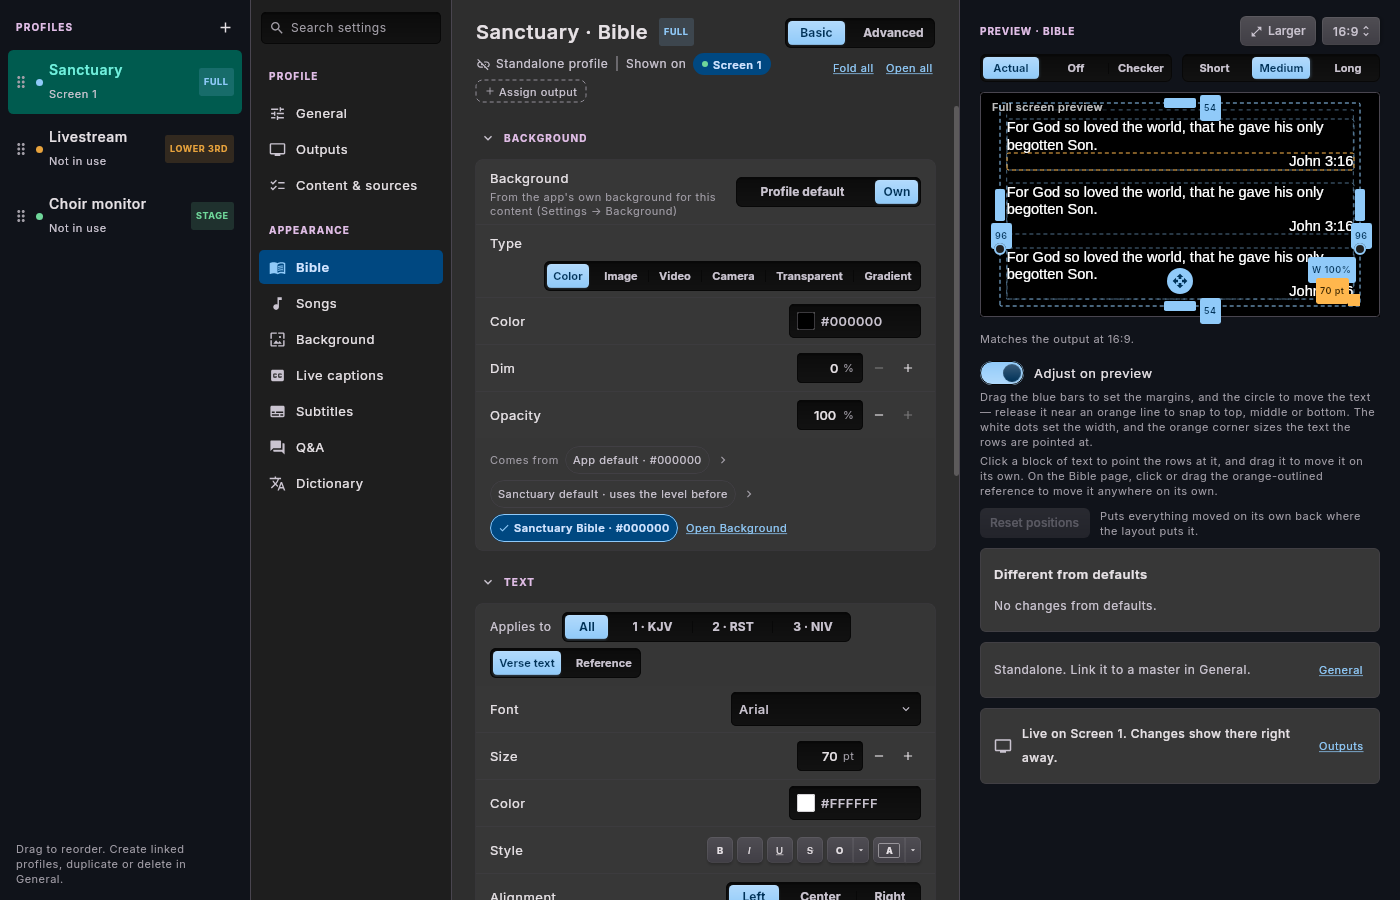 PROFILES
Sanctuary
Screen 1
FULL
Livestream
Not in use
LOWER 3RD
Choir monitor
Not in use
STAGE
Drag to reorder. Create linked
profiles, duplicate or delete in
General.
Search settings
PROFILE
General
Outputs
Content & sources
APPEARANCE
Bible
Songs
Background
Live captions
Subtitles
Q&A
Dictionary
Sanctuary · Bible
FULL
Basic
Advanced
Standalone profile
Shown on
Screen 1
Fold all
Open all
+ Assign output
BACKGROUND
Background
From the app's own background for this
content (Settings → Background)
Profile default
Own
Type
Color
Image
Video
Camera
Transparent
Gradient
Color
#000000
Dim
0 %
Opacity
100 %
Comes from
App default · #000000
Sanctuary default · uses the level before
Sanctuary Bible · #000000
Open Background
TEXT
Applies to
All
1 · KJV
2 · RST
3 · NIV
Verse text
Reference
Font
Arial
Size
70 pt
Color
#FFFFFF
Style
B
I
U
S
O
A
Alignment
Left
Center
Right
PREVIEW · BIBLE
Larger
16:9
Actual
Off
Checker
Short
Medium
Long
Full screen preview
54
For God so loved the world, that he gave his only
begotten Son.
John 3:16
For God so loved the world, that he gave his only
begotten Son.
John 3:16
96
96
For God so loved the world, that he gave his only
begotten Son.
W 100%
John
70 pt
54
Matches the output at 16:9.
Adjust on preview
Drag the blue bars to set the margins, and the circle to move the text
— release it near an orange line to snap to top, middle or bottom. The
white dots set the width, and the orange corner sizes the text the
rows are pointed at.
Click a block of text to point the rows at it, and drag it to move it on
its own. On the Bible page, click or drag the orange-outlined
reference to move it anywhere on its own.
Reset positions
Puts everything moved on its own back where
the layout puts it.
Different from defaults
No changes from defaults.
Standalone. Link it to a master in General.
General
Live on Screen 1. Changes show there right
away.
Outputs